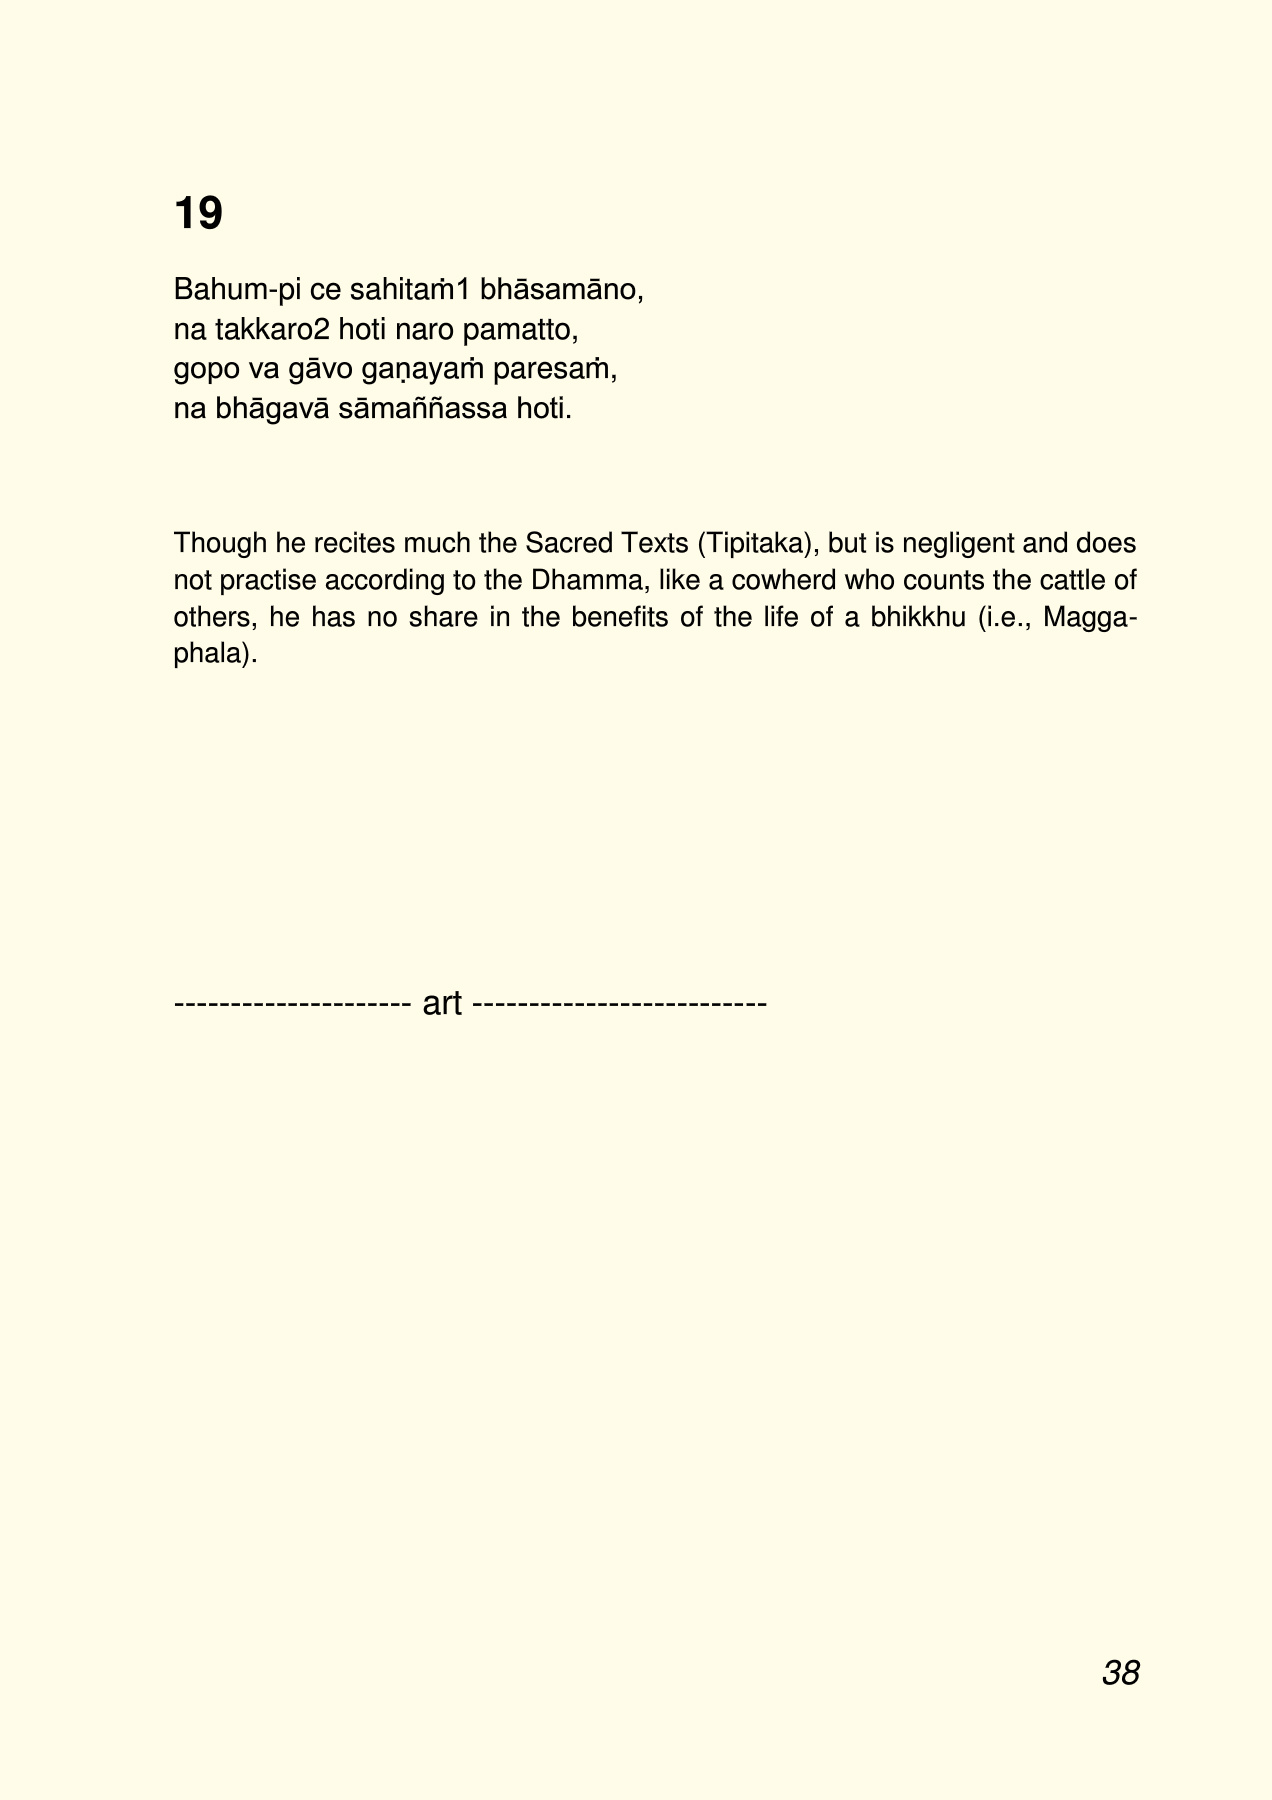 19
Bahum-pi ce sahitaṁ1 bhāsamāno,
na takkaro2 hoti naro pamatto,
gopo va gāvo gaṇayaṁ paresaṁ,
na bhāgavā sāmaññassa hoti.
Though he recites much the Sacred Texts (Tipitaka), but is negligent and does
not practise according to the Dhamma, like a cowherd who counts the cattle of
others, he has no share in the benefits of the life of a bhikkhu (i.e., Magga-
phala).
--------------------- art --------------------------
38